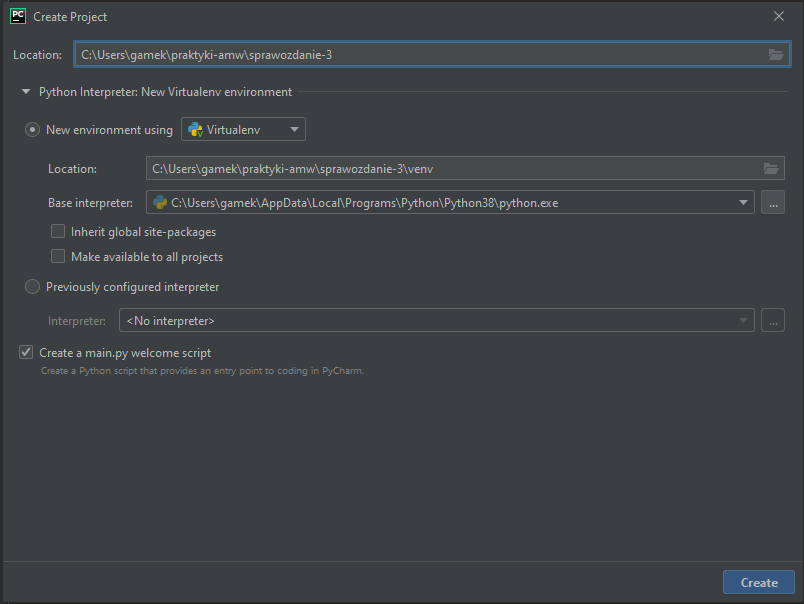 PC Create Project
Location: C:\Users\gamek\praktyki-amw\sprawozdanie-3
Python Interpreter: New Virtualenv environment
New environment using Virtualenv
Location: C:\Users\gamek\praktyki-amw\sprawozdanie-3\venv
Base interpreter: C:\Users\gamek\AppData\Local\Programs\Python\Python38\python.exe ...
Inherit global site-packages
Make available to all projects
Previously configured interpreter
Interpreter: <No interpreter> ...
Create a main.py welcome script
Create a Python script that provides an entry point to coding in PyCharm.
Create